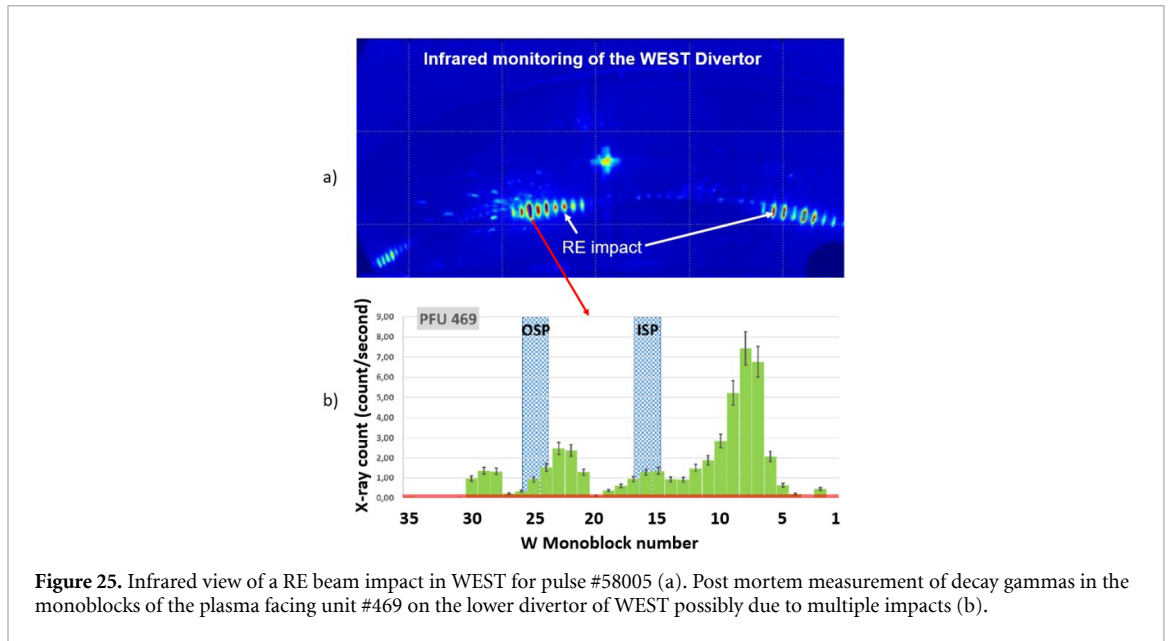 Infrared monitoring of the WEST Divertor
a)
RE impact
PFU 469
OSP
ISP
X-ray count (count/second)
9,00
8,00
7,00
6,00
5,00
4,00
3,00
2,00
1,00
0,00
b)
35 30 25 20 15 10 5 1
W Monoblock number
Figure 25. Infrared view of a RE beam impact in WEST for pulse #58005 (a). Post mortem measurement of decay gammas in the
monoblocks of the plasma facing unit #469 on the lower divertor of WEST possibly due to multiple impacts (b).